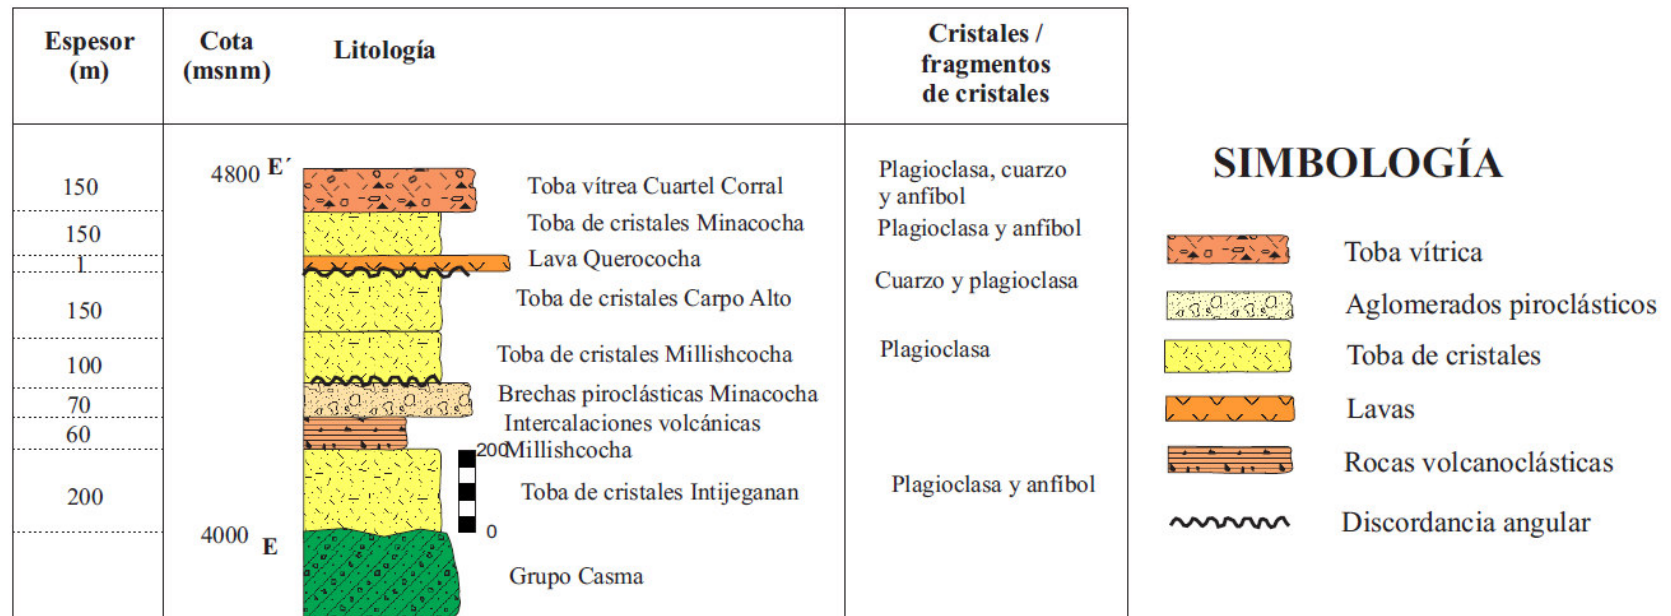 Espesor
(m)
Cota
(msnm)
Litología
Cristales /
fragmentos
de cristales
4800 E´
150
Toba vítrea Cuartel Corral
Plagioclasa, cuarzo
y anfíbol
150
Toba de cristales Minacocha
Plagioclasa y anfíbol
1
Lava Querococha
150
Toba de cristales Carpo Alto
Cuarzo y plagioclasa
100
Toba de cristales Millishcocha
Plagioclasa
70
Brechas piroclásticas Minacocha
60
Intercalaciones volcánicas
Millishcocha
200
200
Toba de cristales Intijeganan
Plagioclasa y anfíbol
0
4000 E
Grupo Casma
SIMBOLOGÍA
Toba vítrica
Aglomerados piroclásticos
Toba de cristales
Lavas
Rocas volcanoclásticas
Discordancia angular